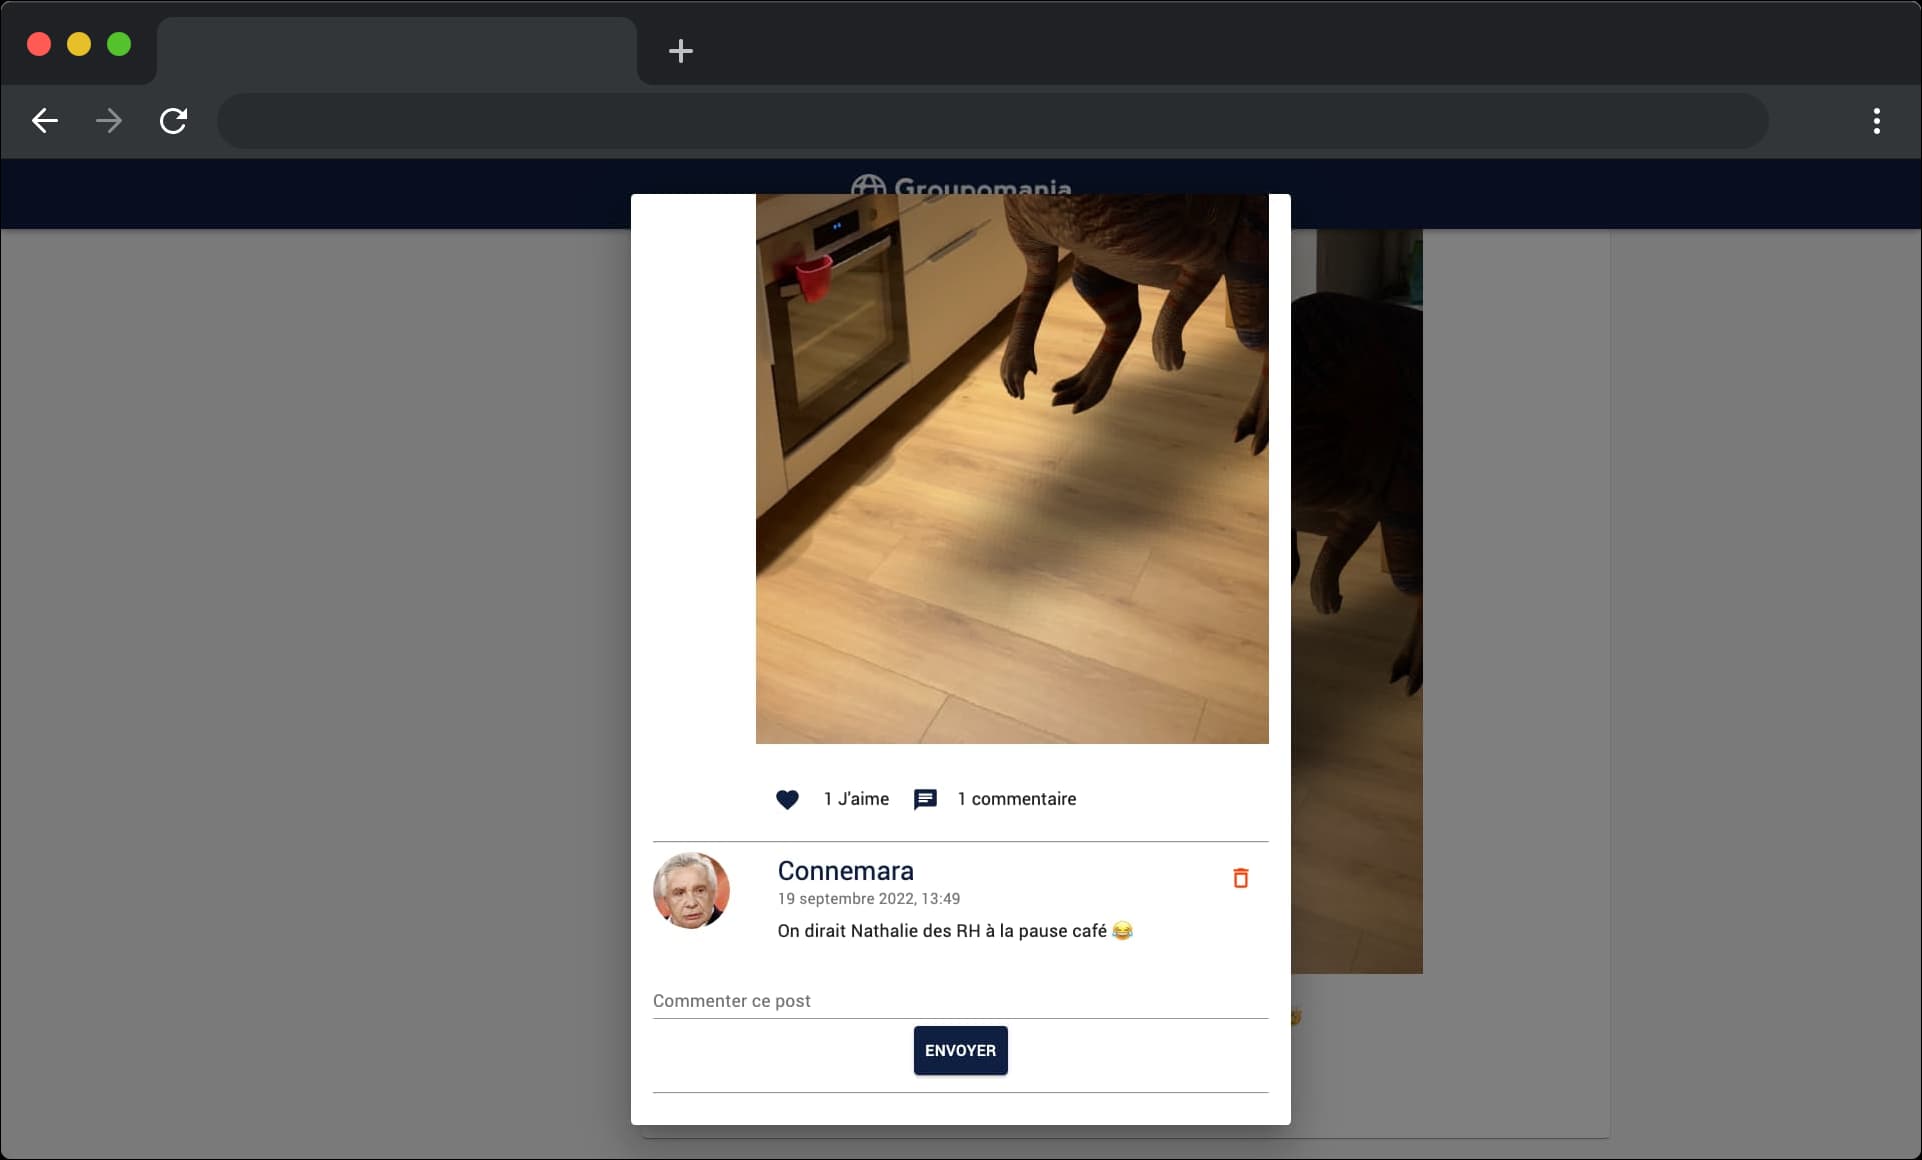 Groupomania
1 J'aime
1 commentaire
Connemara
19 septembre 2022, 13:49
On dirait Nathalie des RH à la pause café 😂
Commenter ce post
ENVOYER